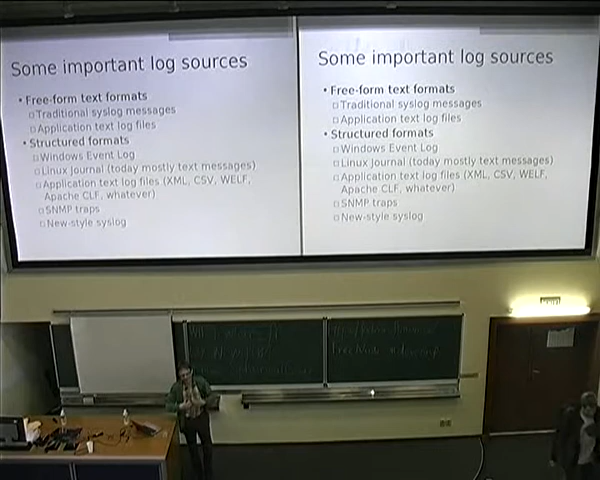 Some important log sources
• Free-form text formats
▫ Traditional syslog messages
▫ Application text log files
• Structured formats
▫ Windows Event Log
▫ Linux Journal (today mostly text messages)
▫ Application text log files (XML, CSV, WELF,
Apache CLF, whatever)
▫ SNMP traps
▫ New-style syslog
Some important log sources
• Free-form text formats
▫ Traditional syslog messages
▫ Application text log files
• Structured formats
▫ Windows Event Log
▫ Linux Journal (today mostly text messages)
▫ Application text log files (XML, CSV, WELF,
Apache CLF, whatever)
▫ SNMP traps
▫ New-style syslog